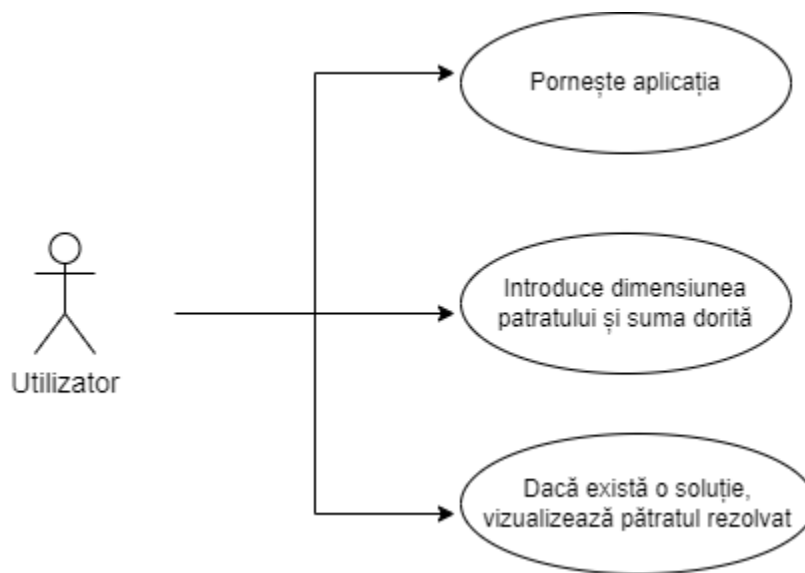 Pornește aplicația
Introduce dimensiunea
patratului și suma dorită
Utilizator
Dacă există o soluție,
vizualizează pătratul rezolvat